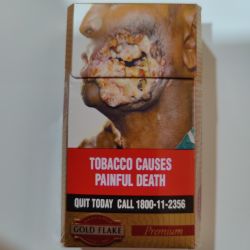 TOBACCO CAUSES
PAINFUL DEATH
QUIT TODAY CALL 1800-11-2356
GOLD FLAKE
Premium